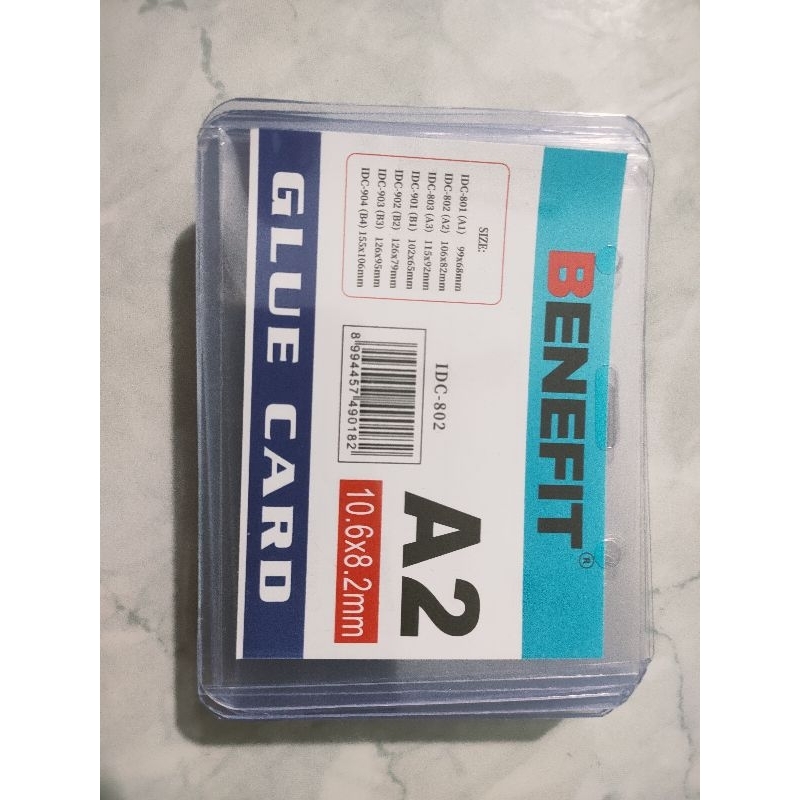 BENEFIT®
SIZE:
IDC-801 (A1) 99x68mm
IDC-802 (A2) 106x82mm
IDC-803 (A3) 115x92mm
IDC-901 (B1) 102x65mm
IDC-902 (B2) 126x79mm
IDC-903 (B3) 126x95mm
IDC-904 (B4) 155x106mm
IDC-802
8 994457 490182
A2
10.6x8.2mm
GLUE CARD